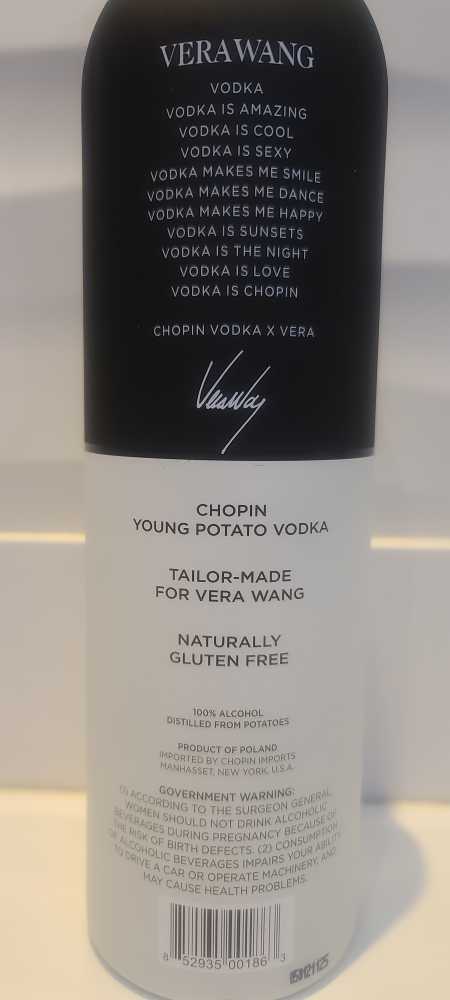 VERA WANG
VODKA
VODKA IS AMAZING
VODKA IS COOL
VODKA IS SEXY
VODKA MAKES ME SMILE
VODKA MAKES ME DANCE
VODKA MAKES ME HAPPY
VODKA IS SUNSETS
VODKA IS THE NIGHT
VODKA IS LOVE
VODKA IS CHOPIN
CHOPIN VODKA X VERA
Vera Wang
CHOPIN
YOUNG POTATO VODKA
TAILOR-MADE
FOR VERA WANG
NATURALLY
GLUTEN FREE
100% ALCOHOL
DISTILLED FROM POTATOES
PRODUCT OF POLAND
IMPORTED BY CHOPIN IMPORTS
MANHASSET, NEW YORK, U.S.A.
GOVERNMENT WARNING:
(1) ACCORDING TO THE SURGEON GENERAL,
WOMEN SHOULD NOT DRINK ALCOHOLIC
BEVERAGES DURING PREGNANCY BECAUSE OF
THE RISK OF BIRTH DEFECTS. (2) CONSUMPTION
OF ALCOHOLIC BEVERAGES IMPAIRS YOUR ABILITY
TO DRIVE A CAR OR OPERATE MACHINERY, AND
MAY CAUSE HEALTH PROBLEMS.
8 52935 00186 3